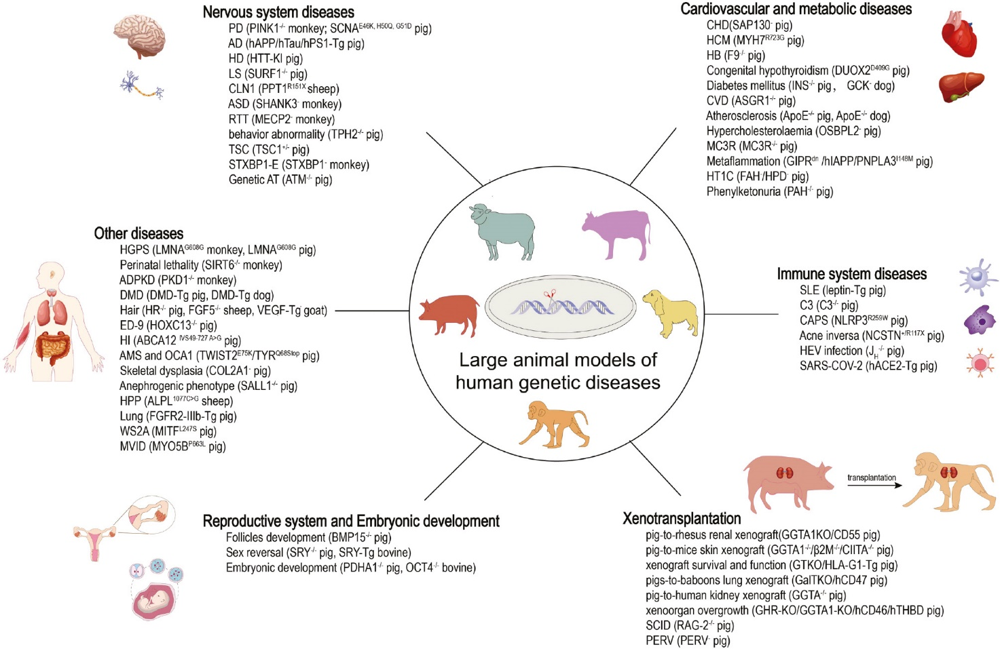 Nervous system diseases
PD (PINK1-/- monkey; SCNAE46K, H50Q, G51D pig)
AD (hAPP/hTau/hPS1-Tg pig)
HD (HTT-KI pig)
LS (SURF1-/- pig)
CLN1 (PPT1R151X sheep)
ASD (SHANK3- monkey)
RTT (MECP2- monkey)
behavior abnormality (TPH2-/- pig)
TSC (TSC1+/- pig)
STXBP1-E (STXBP1- monkey)
Genetic AT (ATM-/- pig)
Cardiovascular and metabolic diseases
CHD(SAP130- pig)
HCM (MYH7R723G pig)
HB (F9-/- pig)
Congenital hypothyroidism (DUOX2D409G pig)
Diabetes mellitus (INS-/- pig, GCK- dog)
CVD (ASGR1-/- pig)
Atherosclerosis (ApoE-/- pig, ApoE-/- dog)
Hypercholesterolaemia (OSBPL2- pig)
MC3R (MC3R-/- pig)
Metaflammation (GIPRdn /hIAPP/PNPLA3I148M pig)
HT1C (FAH-/HPD- pig)
Phenylketonuria (PAH-/- pig)
Other diseases
HGPS (LMNAG608G monkey, LMNAG608G pig)
Perinatal lethality (SIRT6-/- monkey)
ADPKD (PKD1-/- monkey)
DMD (DMD-Tg pig, DMD-Tg dog)
Hair (HR-/- pig, FGF5-/- sheep, VEGF-Tg goat)
ED-9 (HOXC13-/- pig)
HI (ABCA12 IVS49-727 A>G pig)
AMS and OCA1 (TWIST2E75K/TYRQ68Stop pig)
Skeletal dysplasia (COL2A1- pig)
Anephrogenic phenotype (SALL1-/- pig)
HPP (ALPL1077C>G sheep)
Lung (FGFR2-IIIb-Tg pig)
WS2A (MITFL247S pig)
MVID (MYO5BP663L pig)
Large animal models of
human genetic diseases
Immune system diseases
SLE (leptin-Tg pig)
C3 (C3-/- pig)
CAPS (NLRP3R259W pig)
Acne inversa (NCSTN+/R117X pig)
HEV infection (JH-/- pig)
SARS-COV-2 (hACE2-Tg pig)
transplantation
Reproductive system and Embryonic development
Follicles development (BMP15-/- pig)
Sex reversal (SRY-/- pig, SRY-Tg bovine)
Embryonic development (PDHA1-/- pig, OCT4-/- bovine)
Xenotransplantation
pig-to-rhesus renal xenograft(GGTA1KO/CD55 pig)
pig-to-mice skin xenograft (GGTA1-/-/β2M-/-/CIITA-/- pig)
xenograft survival and function (GTKO/HLA-G1-Tg pig)
pigs-to-baboons lung xenograft (GalTKO/hCD47 pig)
pig-to-human kidney xenograft (GGTA-/- pig)
xenoorgan overgrowth (GHR-KO/GGTA1-KO/hCD46/hTHBD pig)
SCID (RAG-2-/- pig)
PERV (PERV- pig)